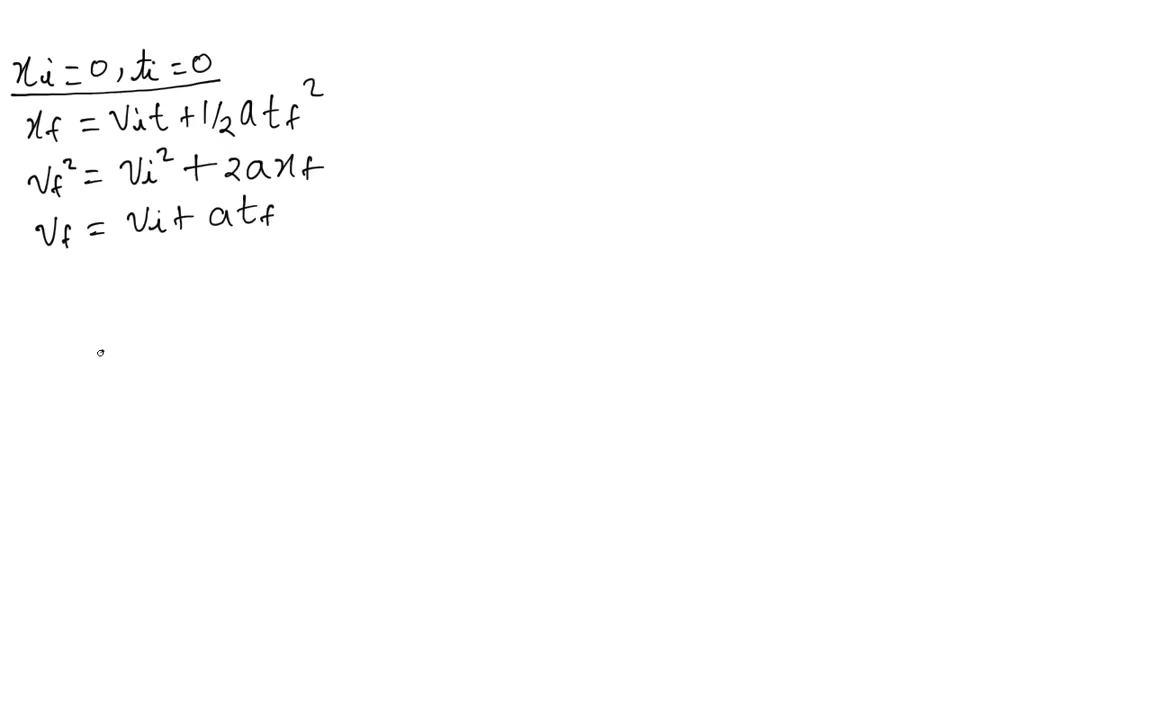 xi = 0, ti = 0
xf = vit + 1/2 atf²
vf² = vi² + 2axf
vf = vi + atf